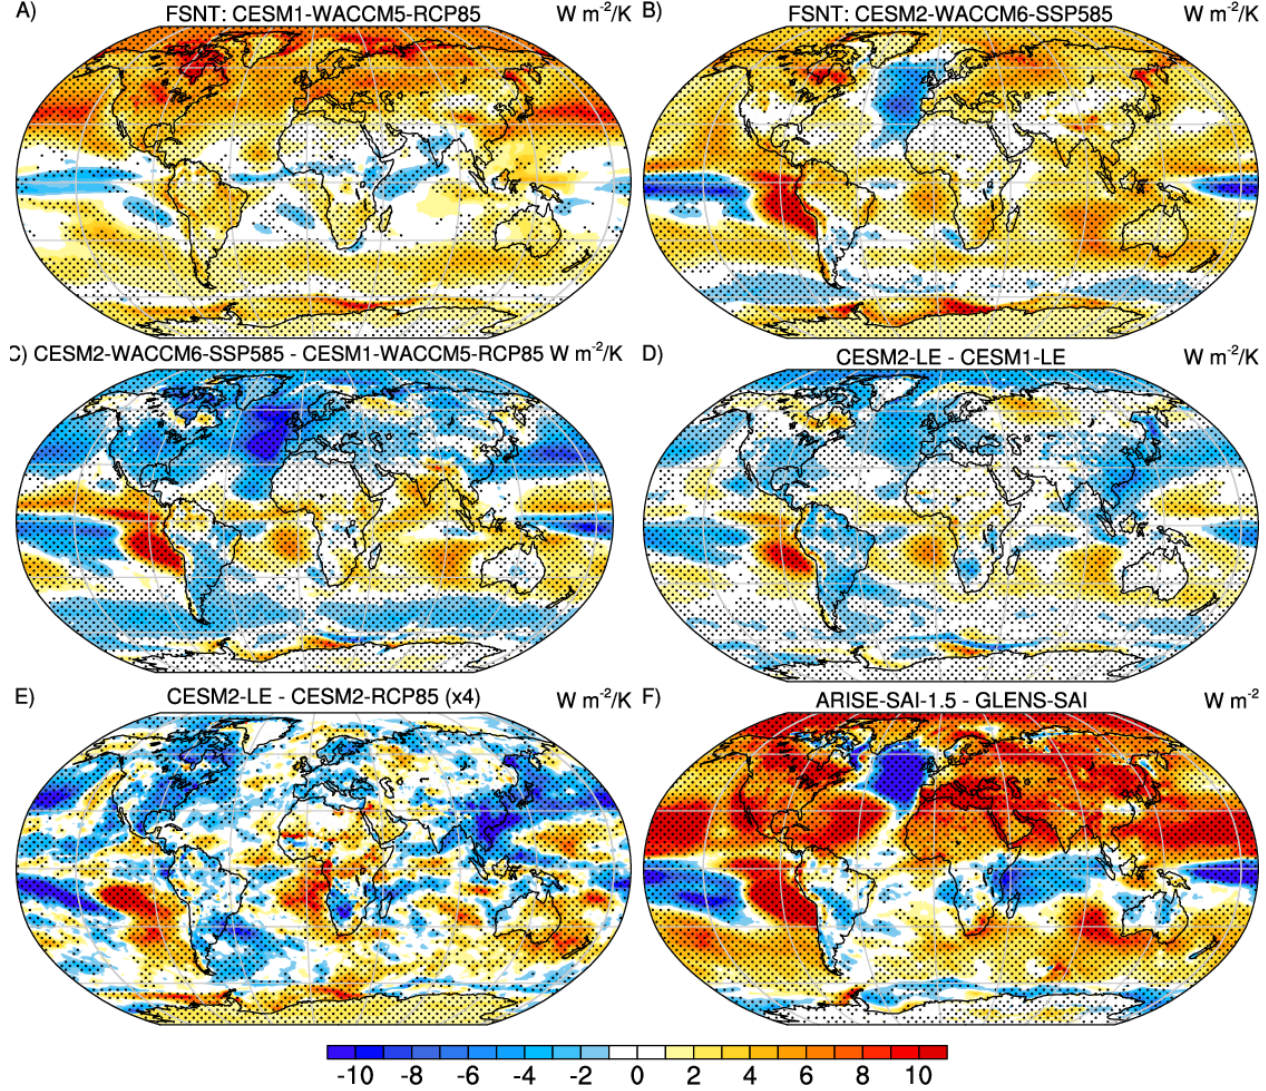 A) FSNT: CESM1-WACCM5-RCP85 W m-2/K
B) FSNT: CESM2-WACCM6-SSP585 W m-2/K
C) CESM2-WACCM6-SSP585 - CESM1-WACCM5-RCP85 W m-2/K
D) CESM2-LE - CESM1-LE W m-2/K
E) CESM2-LE - CESM2-RCP85 (x4) W m-2/K
F) ARISE-SAI-1.5 - GLENS-SAI W m-2
-10 -8 -6 -4 -2 0 2 4 6 8 10